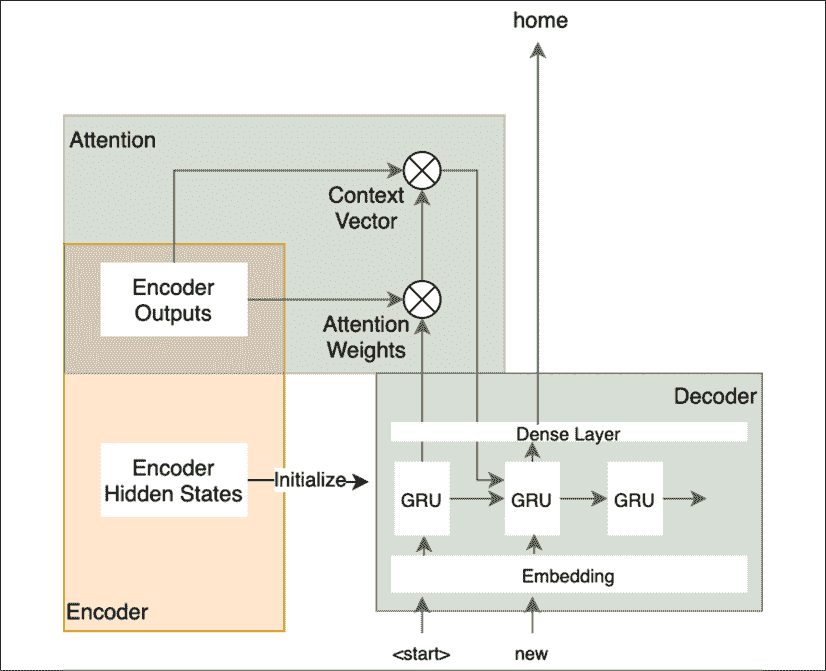 home
Attention
Context
Vector
Encoder
Outputs
Attention
Weights
Decoder
Dense Layer
Encoder
Hidden States
Initialize
GRU
GRU
GRU
Embedding
Encoder
<start>
new